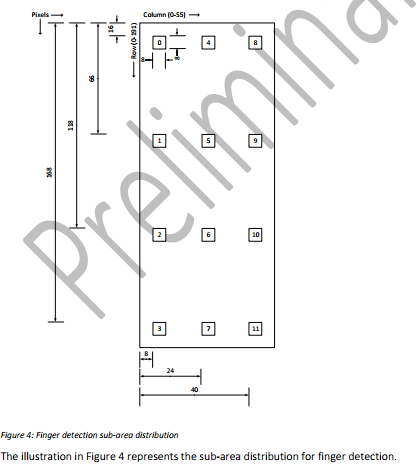 Pixels
Column (0-55)
Row (0-191)
16
66
118
168
8
8
0 4 8
1 5 9
2 6 10
3 7 11
8
24
40
Preliminar
Figure 4: Finger detection sub-area distribution
The illustration in Figure 4 represents the sub-area distribution for finger detection.